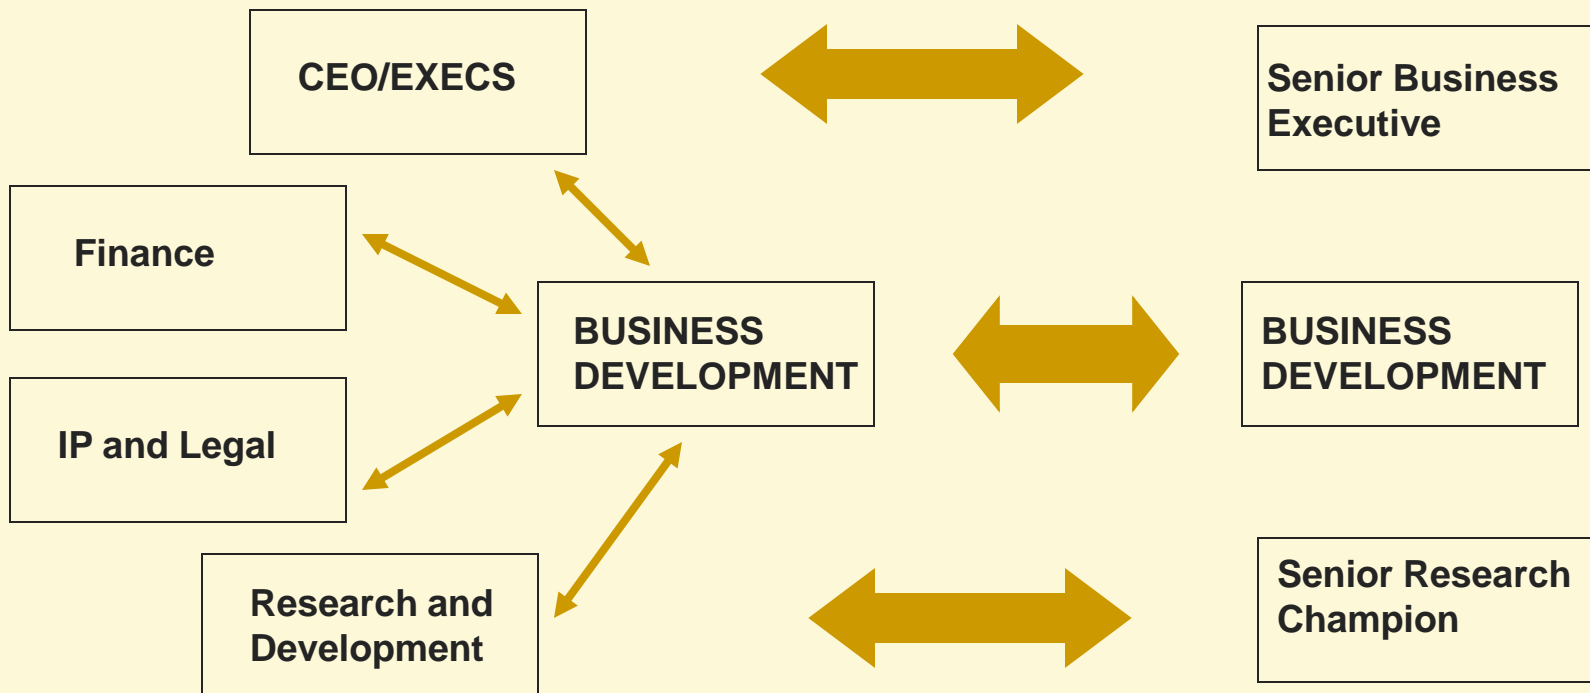 CEO/EXECS
Senior Business
Executive
Finance
BUSINESS
DEVELOPMENT
BUSINESS
DEVELOPMENT
IP and Legal
Research and
Development
Senior Research
Champion